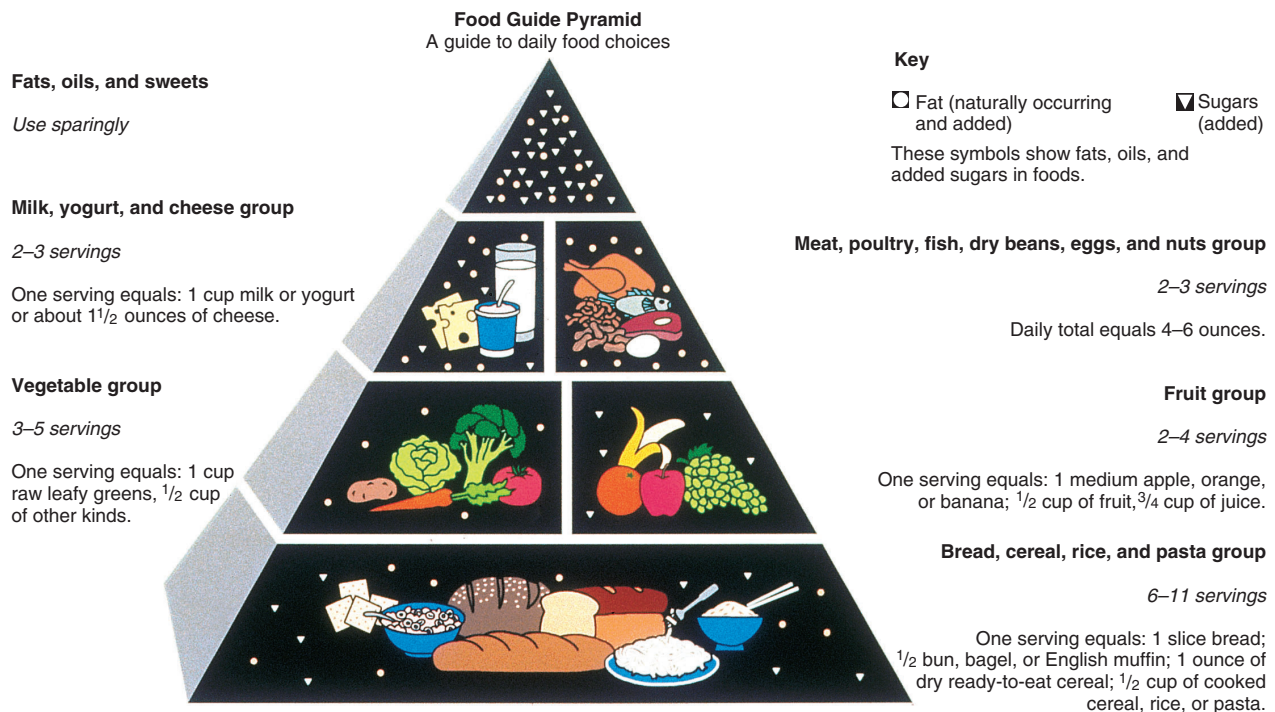 Food Guide Pyramid
A guide to daily food choices
Fats, oils, and sweets
Use sparingly
Milk, yogurt, and cheese group
2–3 servings
One serving equals: 1 cup milk or yogurt
or about 1 1/2 ounces of cheese.
Vegetable group
3–5 servings
One serving equals: 1 cup
raw leafy greens, 1/2 cup
of other kinds.
Key
Fat (naturally occurring
and added)
Sugars
(added)
These symbols show fats, oils, and
added sugars in foods.
Meat, poultry, fish, dry beans, eggs, and nuts group
2–3 servings
Daily total equals 4–6 ounces.
Fruit group
2–4 servings
One serving equals: 1 medium apple, orange,
or banana; 1/2 cup of fruit, 3/4 cup of juice.
Bread, cereal, rice, and pasta group
6–11 servings
One serving equals: 1 slice bread;
1/2 bun, bagel, or English muffin; 1 ounce of
dry ready-to-eat cereal; 1/2 cup of cooked
cereal, rice, or pasta.